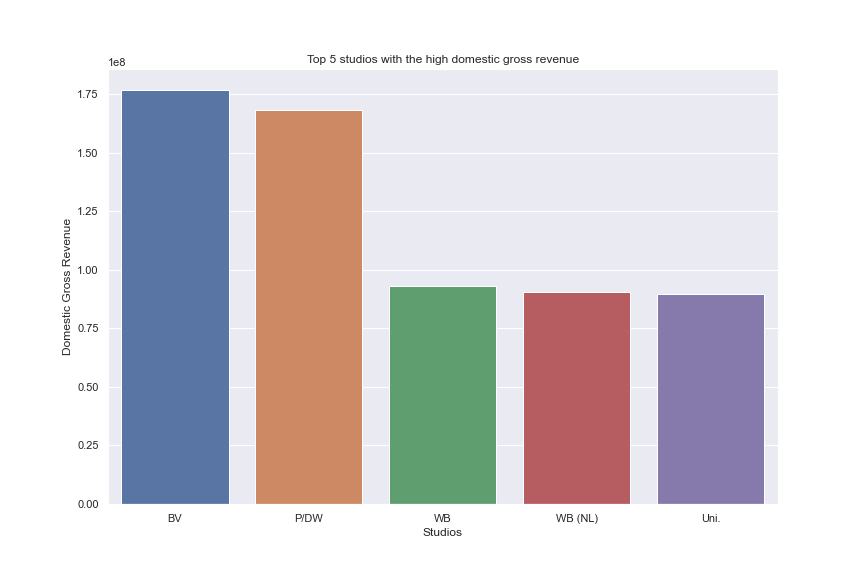 Top 5 studios with the high domestic gross revenue
1e8
1.75
1.50
1.25
1.00
0.75
0.50
0.25
0.00
Domestic Gross Revenue
BV P/DW WB WB (NL) Uni.
Studios